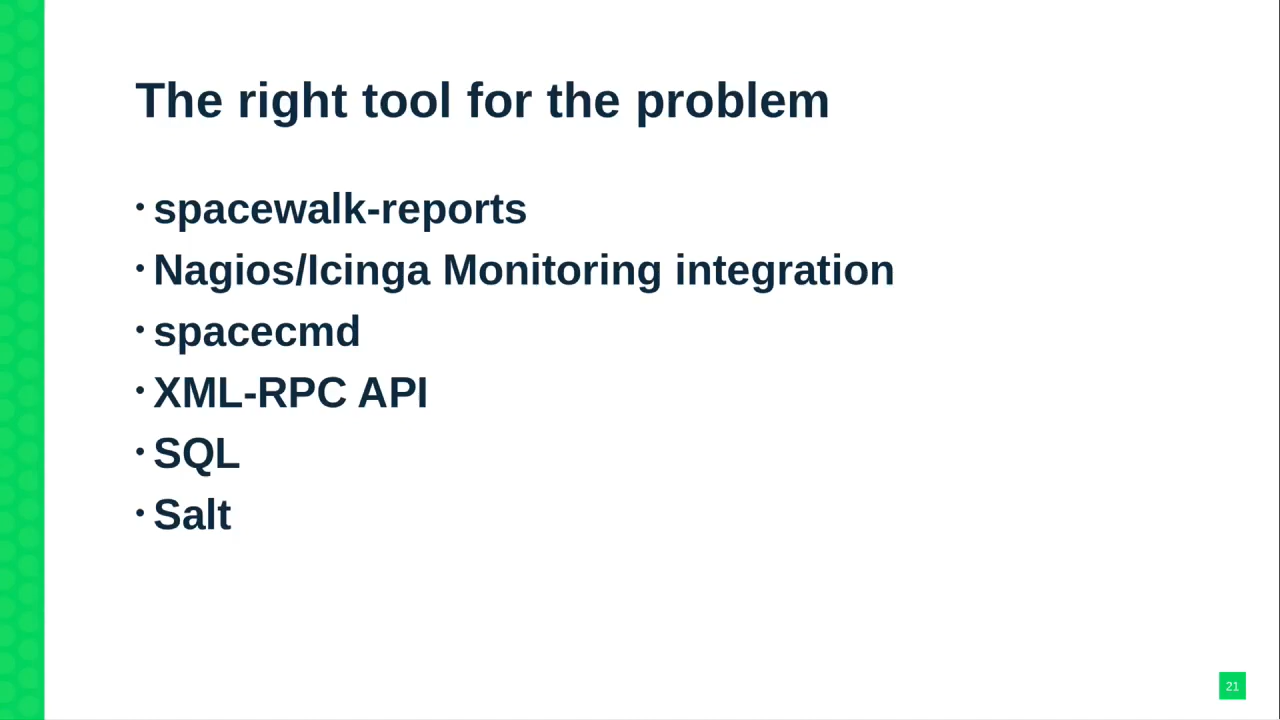 The right tool for the problem
• spacewalk-reports
• Nagios/Icinga Monitoring integration
• spacecmd
• XML-RPC API
• SQL
• Salt
21